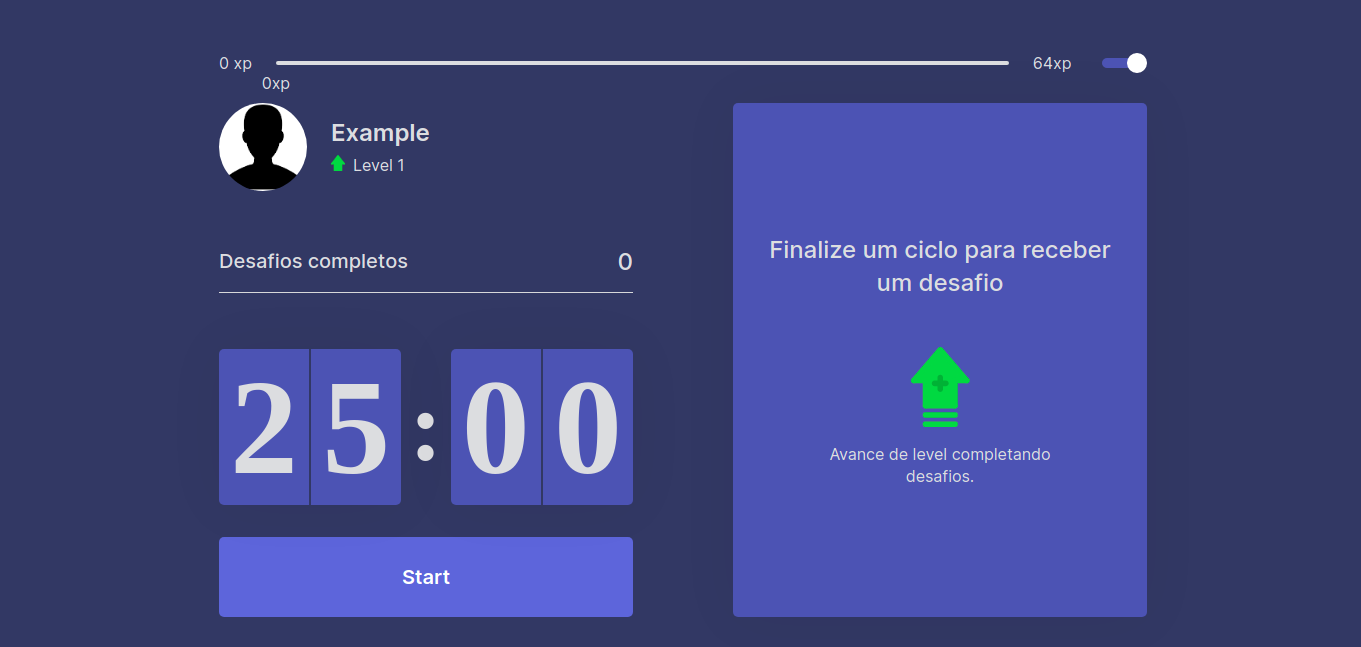 0 xp
64xp
0xp
Example
Level 1
Desafios completos
0
25:00
Start
Finalize um ciclo para receber
um desafio
Avance de level completando
desafios.